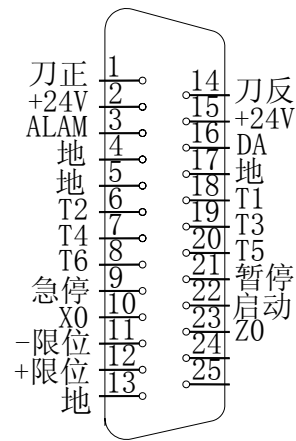 刀正 1
+24V 2
ALAM 3
地 4
地 5
T2 6
T4 7
T6 8
急停 9
X0 10
-限位 11
+限位 12
地 13
14 刀反
15 +24V
16 DA
17 地
18 T1
19 T3
20 T5
21 暂停
22 启动
23 Z0
24
25